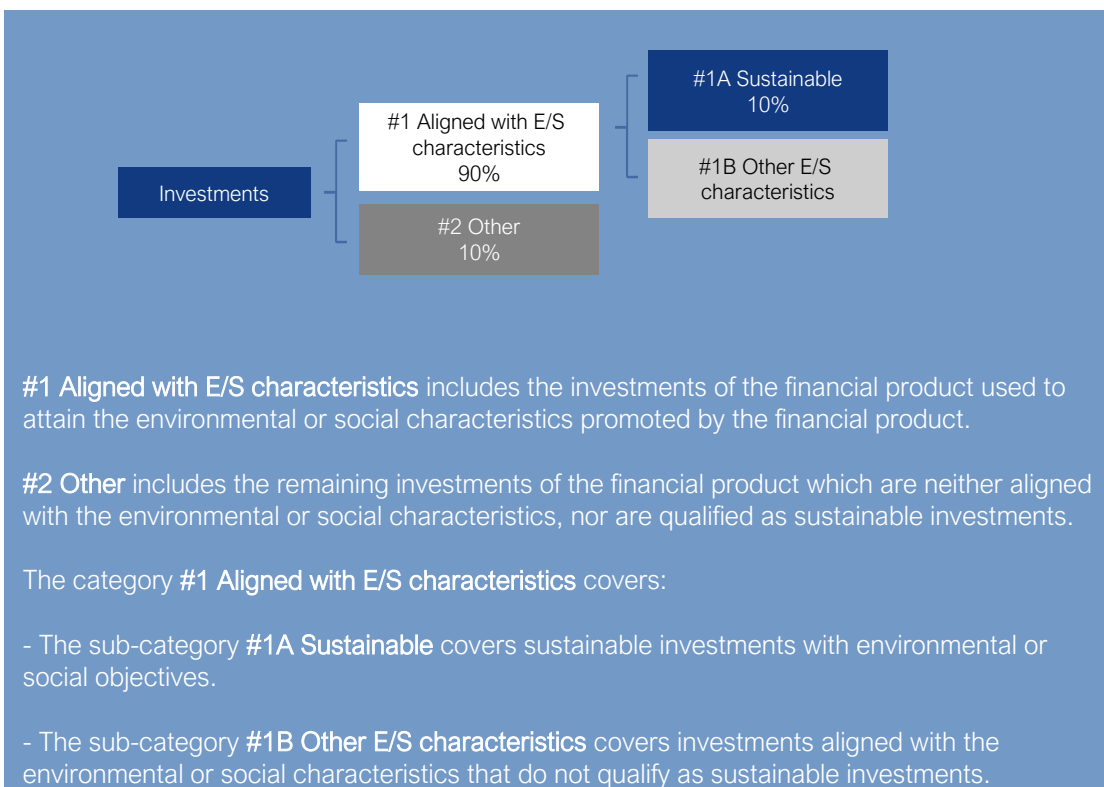 Investments
#1 Aligned with E/S
characteristics
90%
#2 Other
10%
#1A Sustainable
10%
#1B Other E/S
characteristics
#1 Aligned with E/S characteristics includes the investments of the financial product used to
attain the environmental or social characteristics promoted by the financial product.
#2 Other includes the remaining investments of the financial product which are neither aligned
with the environmental or social characteristics, nor are qualified as sustainable investments.
The category #1 Aligned with E/S characteristics covers:
- The sub-category #1A Sustainable covers sustainable investments with environmental or
social objectives.
- The sub-category #1B Other E/S characteristics covers investments aligned with the
environmental or social characteristics that do not qualify as sustainable investments.